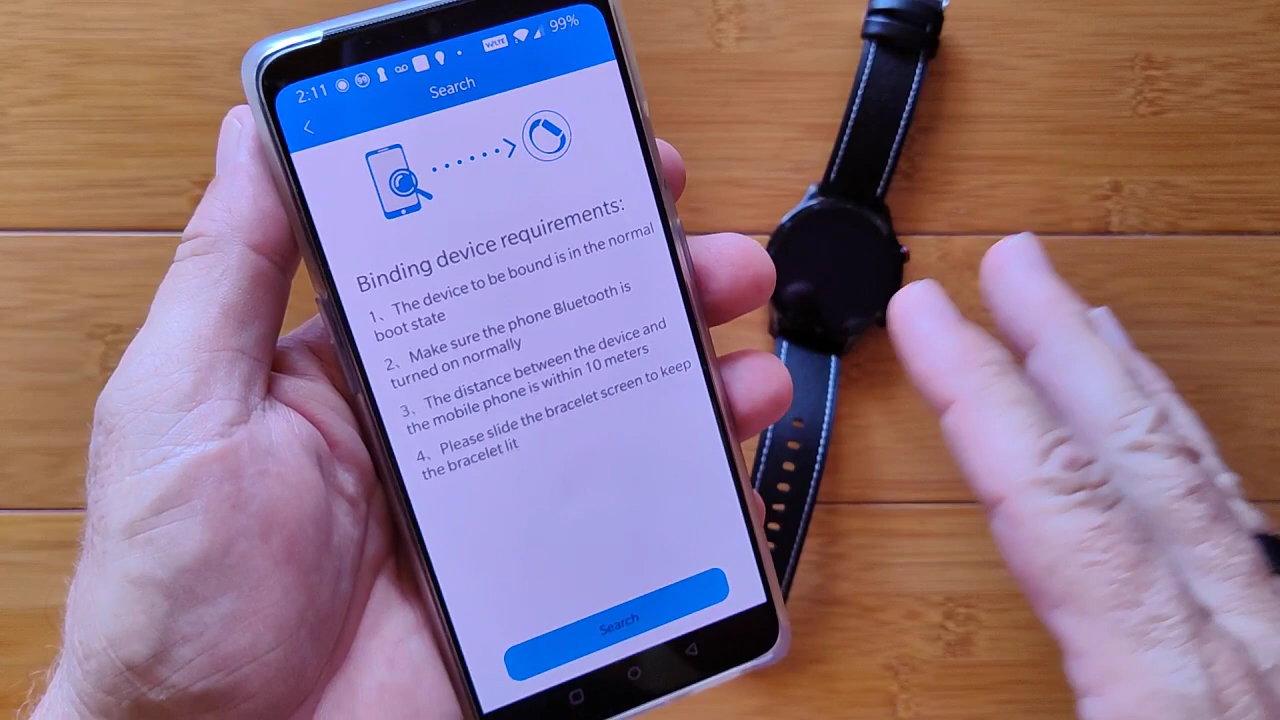 2:11 99 VoLTE 99%
Search
Binding device requirements:
1、The device to be bound is in the normal
boot state
2、Make sure the phone Bluetooth is
turned on normally
3、The distance between the device and
the mobile phone is within 10 meters
4、Please slide the bracelet screen to keep
the bracelet lit
Search